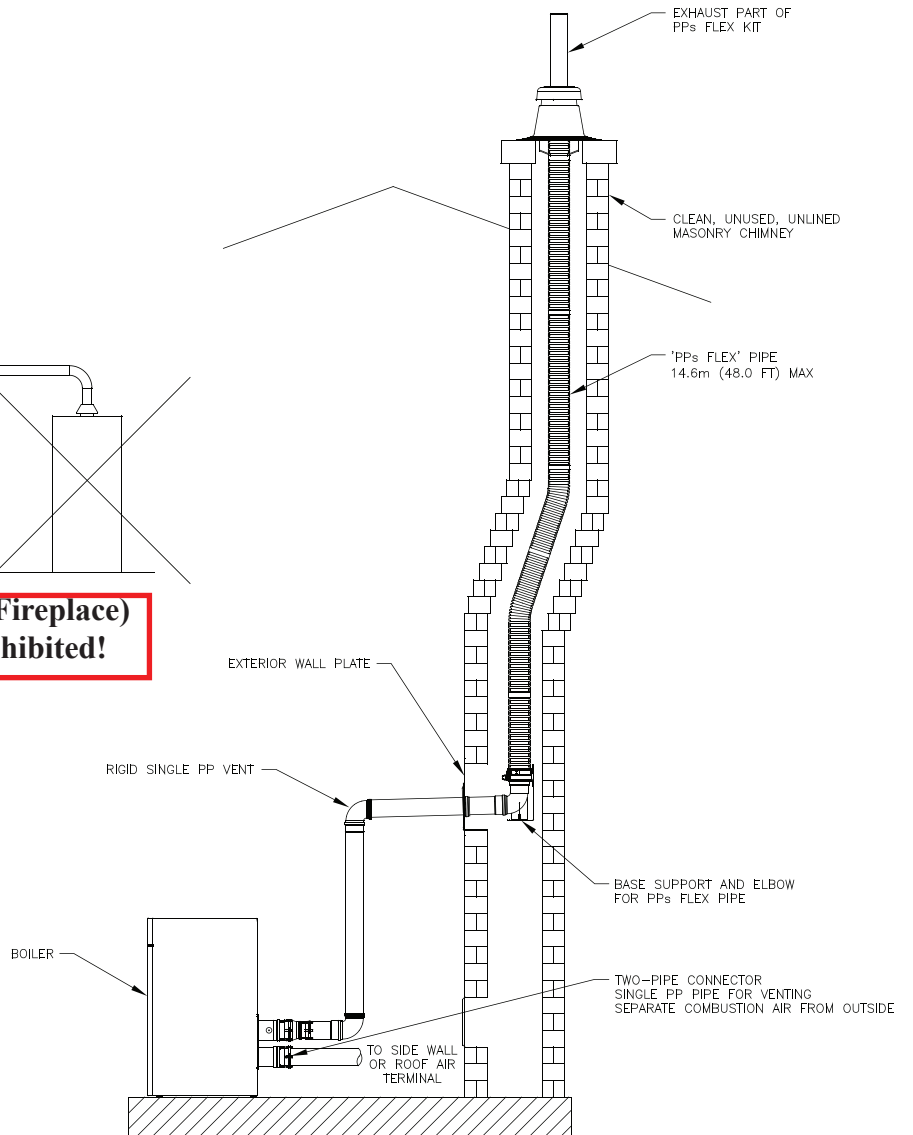 EXHAUST PART OF
PPs FLEX KIT
CLEAN, UNUSED, UNLINED
MASONRY CHIMNEY
'PPs FLEX' PIPE
14.6m (48.0 FT) MAX
Fireplace)
hibited!
EXTERIOR WALL PLATE
RIGID SINGLE PP VENT
BASE SUPPORT AND ELBOW
FOR PPs FLEX PIPE
BOILER
TWO-PIPE CONNECTOR
SINGLE PP PIPE FOR VENTING
SEPARATE COMBUSTION AIR FROM OUTSIDE
TO SIDE WALL
OR ROOF AIR
TERMINAL